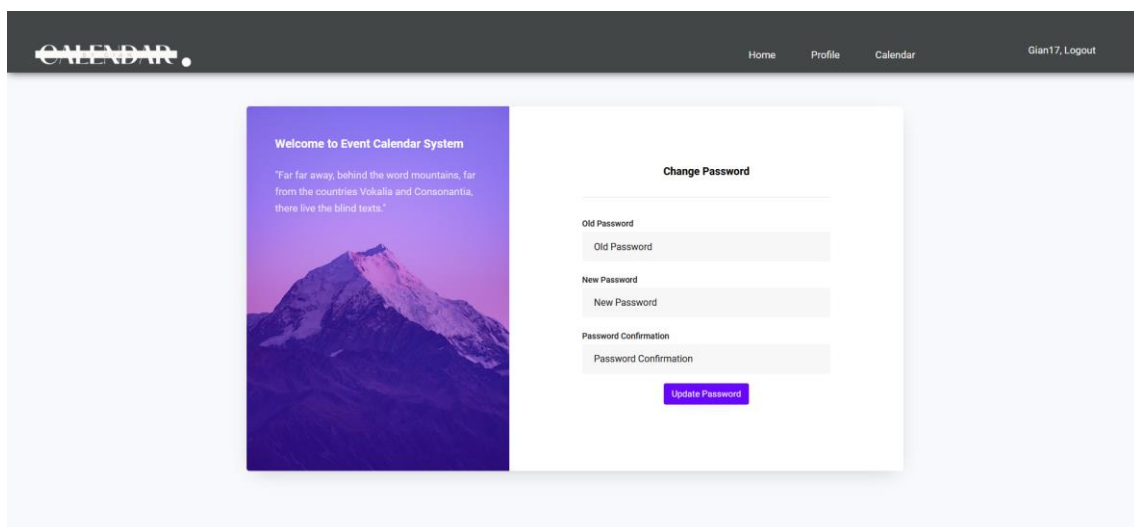 CALENDAR.
Home
Profile
Calendar
Gian17, Logout
Welcome to Event Calendar System
"Far far away, behind the word mountains, far
from the countries Vokalia and Consonantia,
there live the blind texts."
Change Password
Old Password
Old Password
New Password
New Password
Password Confirmation
Password Confirmation
Update Password